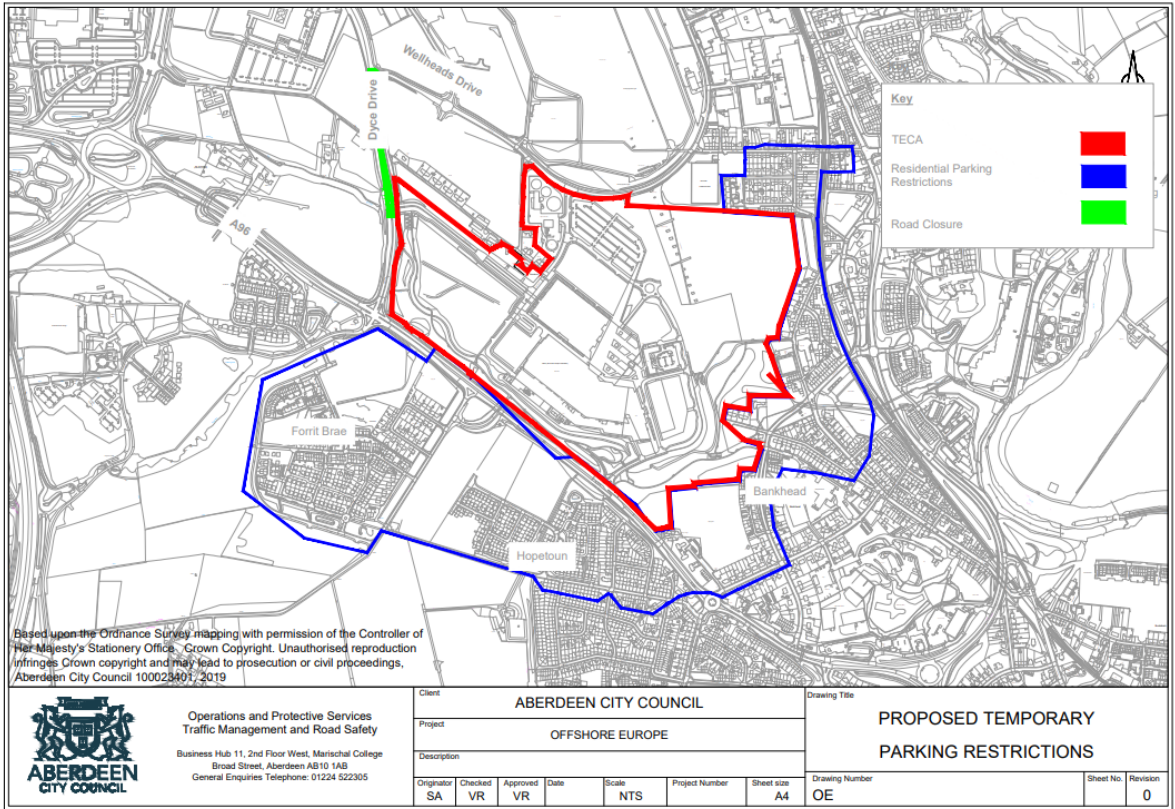 Wellheads Drive
Dyce Drive
A96
Key
TECA
Residential Parking
Restrictions
Road Closure
Forrit Brae
Bankhead
Hopetoun
Based upon the Ordnance Survey mapping with permission of the Controller of
Her Majesty's Stationery Office Crown Copyright. Unauthorised reproduction
infringes Crown copyright and may lead to prosecution or civil proceedings,
Aberdeen City Council 100023401, 2019
ABERDEEN
CITY COUNCIL
Operations and Protective Services
Traffic Management and Road Safety
Business Hub 11, 2nd Floor West, Marischal College
Broad Street, Aberdeen AB10 1AB
General Enquiries Telephone: 01224 522305
Client
ABERDEEN CITY COUNCIL
Project
OFFSHORE EUROPE
Description
Originator Checked Approved Date Scale Project Number Sheet size
SA VR VR NTS A4
Drawing Title
PROPOSED TEMPORARY
PARKING RESTRICTIONS
Drawing Number Sheet No. Revision
OE 0